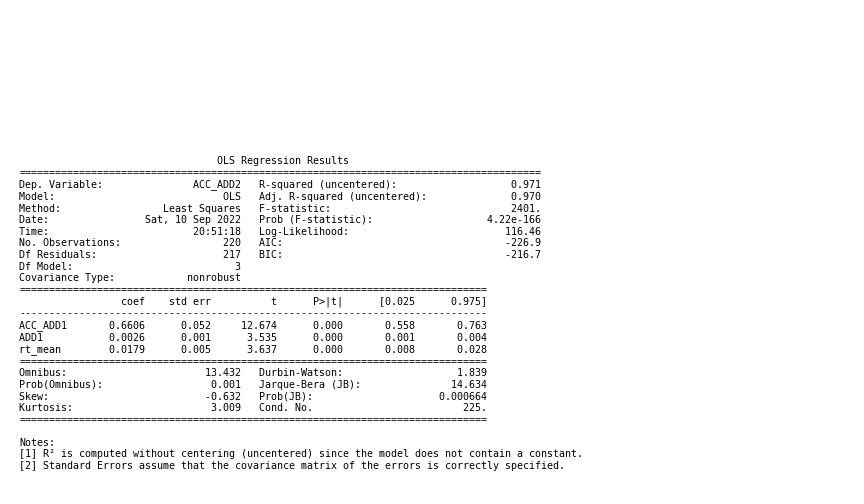 OLS Regression Results
=======================================================================================
Dep. Variable:               ACC_ADD2   R-squared (uncentered):                   0.971
Model:                            OLS   Adj. R-squared (uncentered):              0.970
Method:                 Least Squares   F-statistic:                              2401.
Date:                Sat, 10 Sep 2022   Prob (F-statistic):                   4.22e-166
Time:                        20:51:18   Log-Likelihood:                          116.46
No. Observations:                 220   AIC:                                     -226.9
Df Residuals:                     217   BIC:                                     -216.7
Df Model:                           3
Covariance Type:            nonrobust
==============================================================================
                 coef    std err          t      P>|t|      [0.025      0.975]
------------------------------------------------------------------------------
ACC_ADD1       0.6606      0.052     12.674      0.000       0.558       0.763
ADD1           0.0026      0.001      3.535      0.000       0.001       0.004
rt_mean        0.0179      0.005      3.637      0.000       0.008       0.028
==============================================================================
Omnibus:                       13.432   Durbin-Watson:                   1.839
Prob(Omnibus):                  0.001   Jarque-Bera (JB):               14.634
Skew:                          -0.632   Prob(JB):                     0.000664
Kurtosis:                       3.009   Cond. No.                         225.
==============================================================================
Notes:
[1] R² is computed without centering (uncentered) since the model does not contain a constant.
[2] Standard Errors assume that the covariance matrix of the errors is correctly specified.